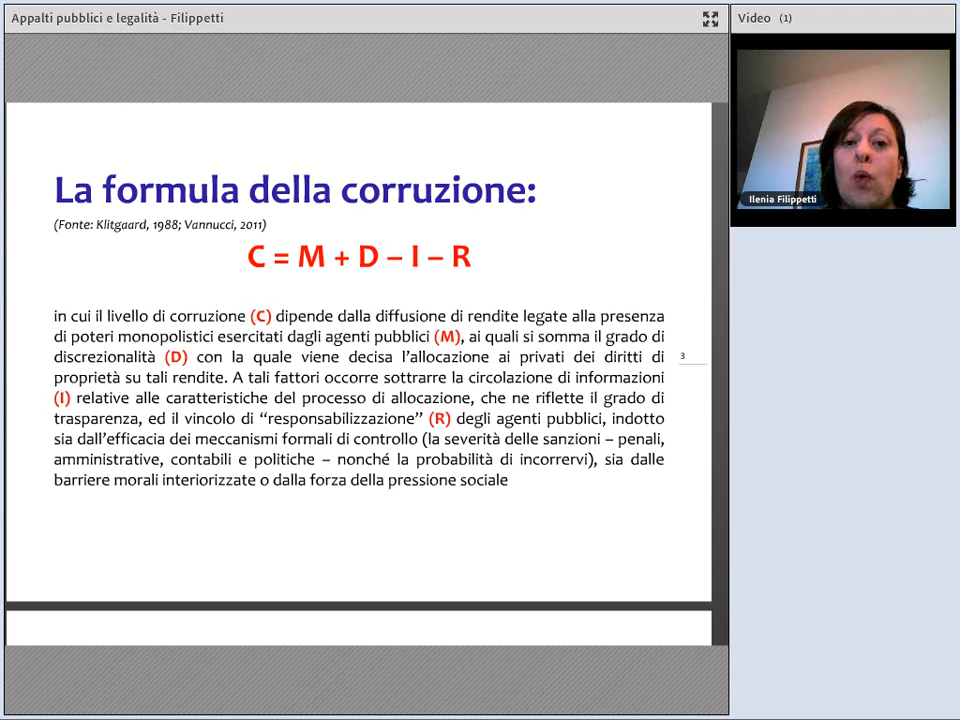 Appalti pubblici e legalità - Filippetti
Video (1)
Ilenia Filippetti
La formula della corruzione:
(Fonte: Klitgaard, 1988; Vannucci, 2011)
C = M + D – I – R
in cui il livello di corruzione (C) dipende dalla diffusione di rendite legate alla presenza
di poteri monopolistici esercitati dagli agenti pubblici (M), ai quali si somma il grado di
discrezionalità (D) con la quale viene decisa l’allocazione ai privati dei diritti di
proprietà su tali rendite. A tali fattori occorre sottrarre la circolazione di informazioni
(I) relative alle caratteristiche del processo di allocazione, che ne riflette il grado di
trasparenza, ed il vincolo di “responsabilizzazione” (R) degli agenti pubblici, indotto
sia dall’efficacia dei meccanismi formali di controllo (la severità delle sanzioni – penali,
amministrative, contabili e politiche – nonché la probabilità di incorrervi), sia dalle
barriere morali interiorizzate o dalla forza della pressione sociale
3